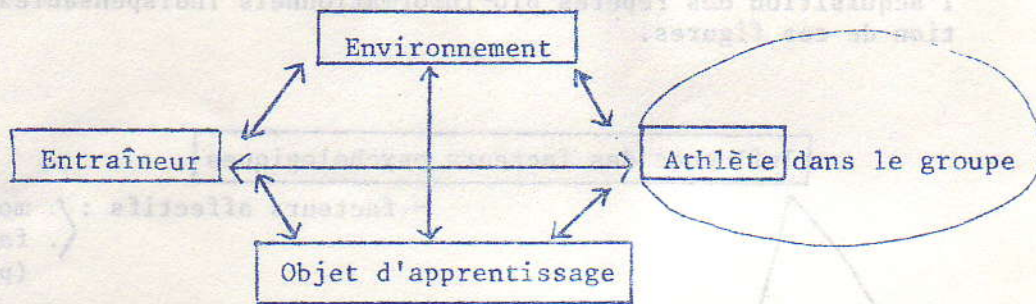 Environnement
Entraîneur
Athlète dans le groupe
Objet d'apprentissage